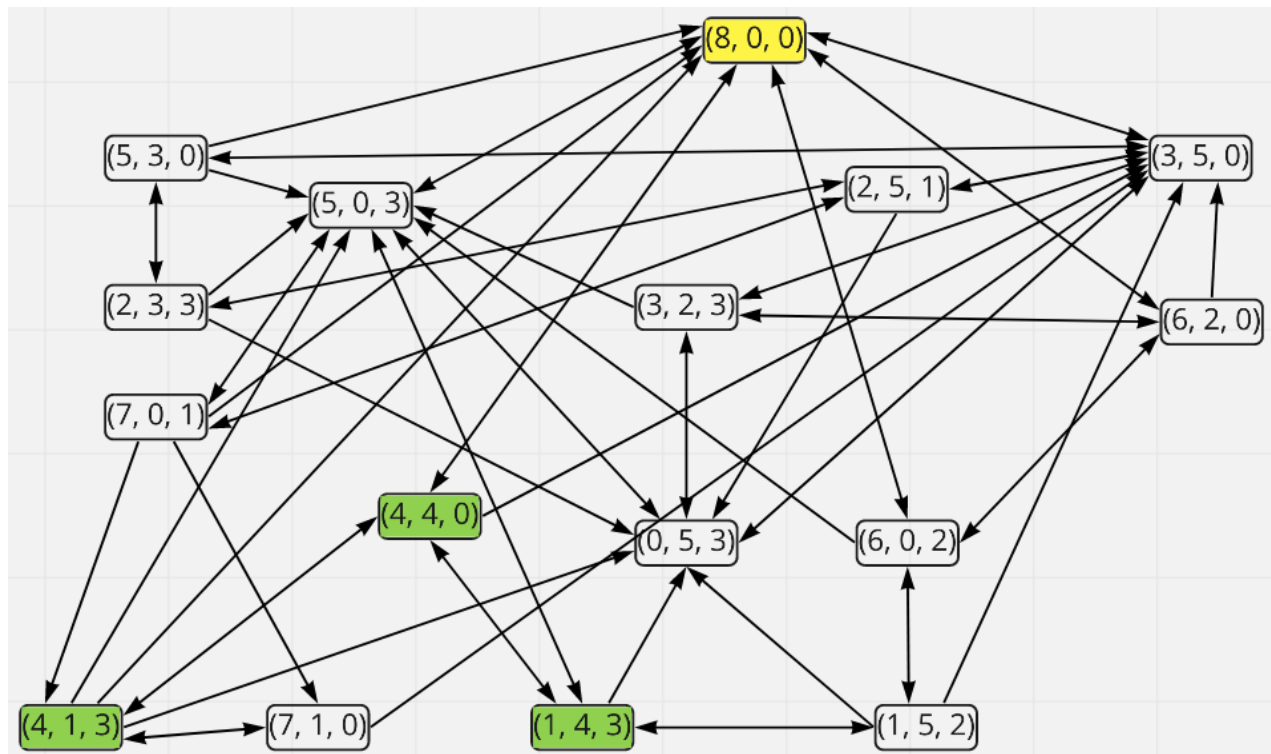 (8, 0, 0)
(5, 3, 0)
(3, 5, 0)
(5, 0, 3)
(2, 5, 1)
(2, 3, 3)
(3, 2, 3)
(6, 2, 0)
(7, 0, 1)
(4, 4, 0)
(0, 5, 3)
(6, 0, 2)
(4, 1, 3)
(7, 1, 0)
(1, 4, 3)
(1, 5, 2)